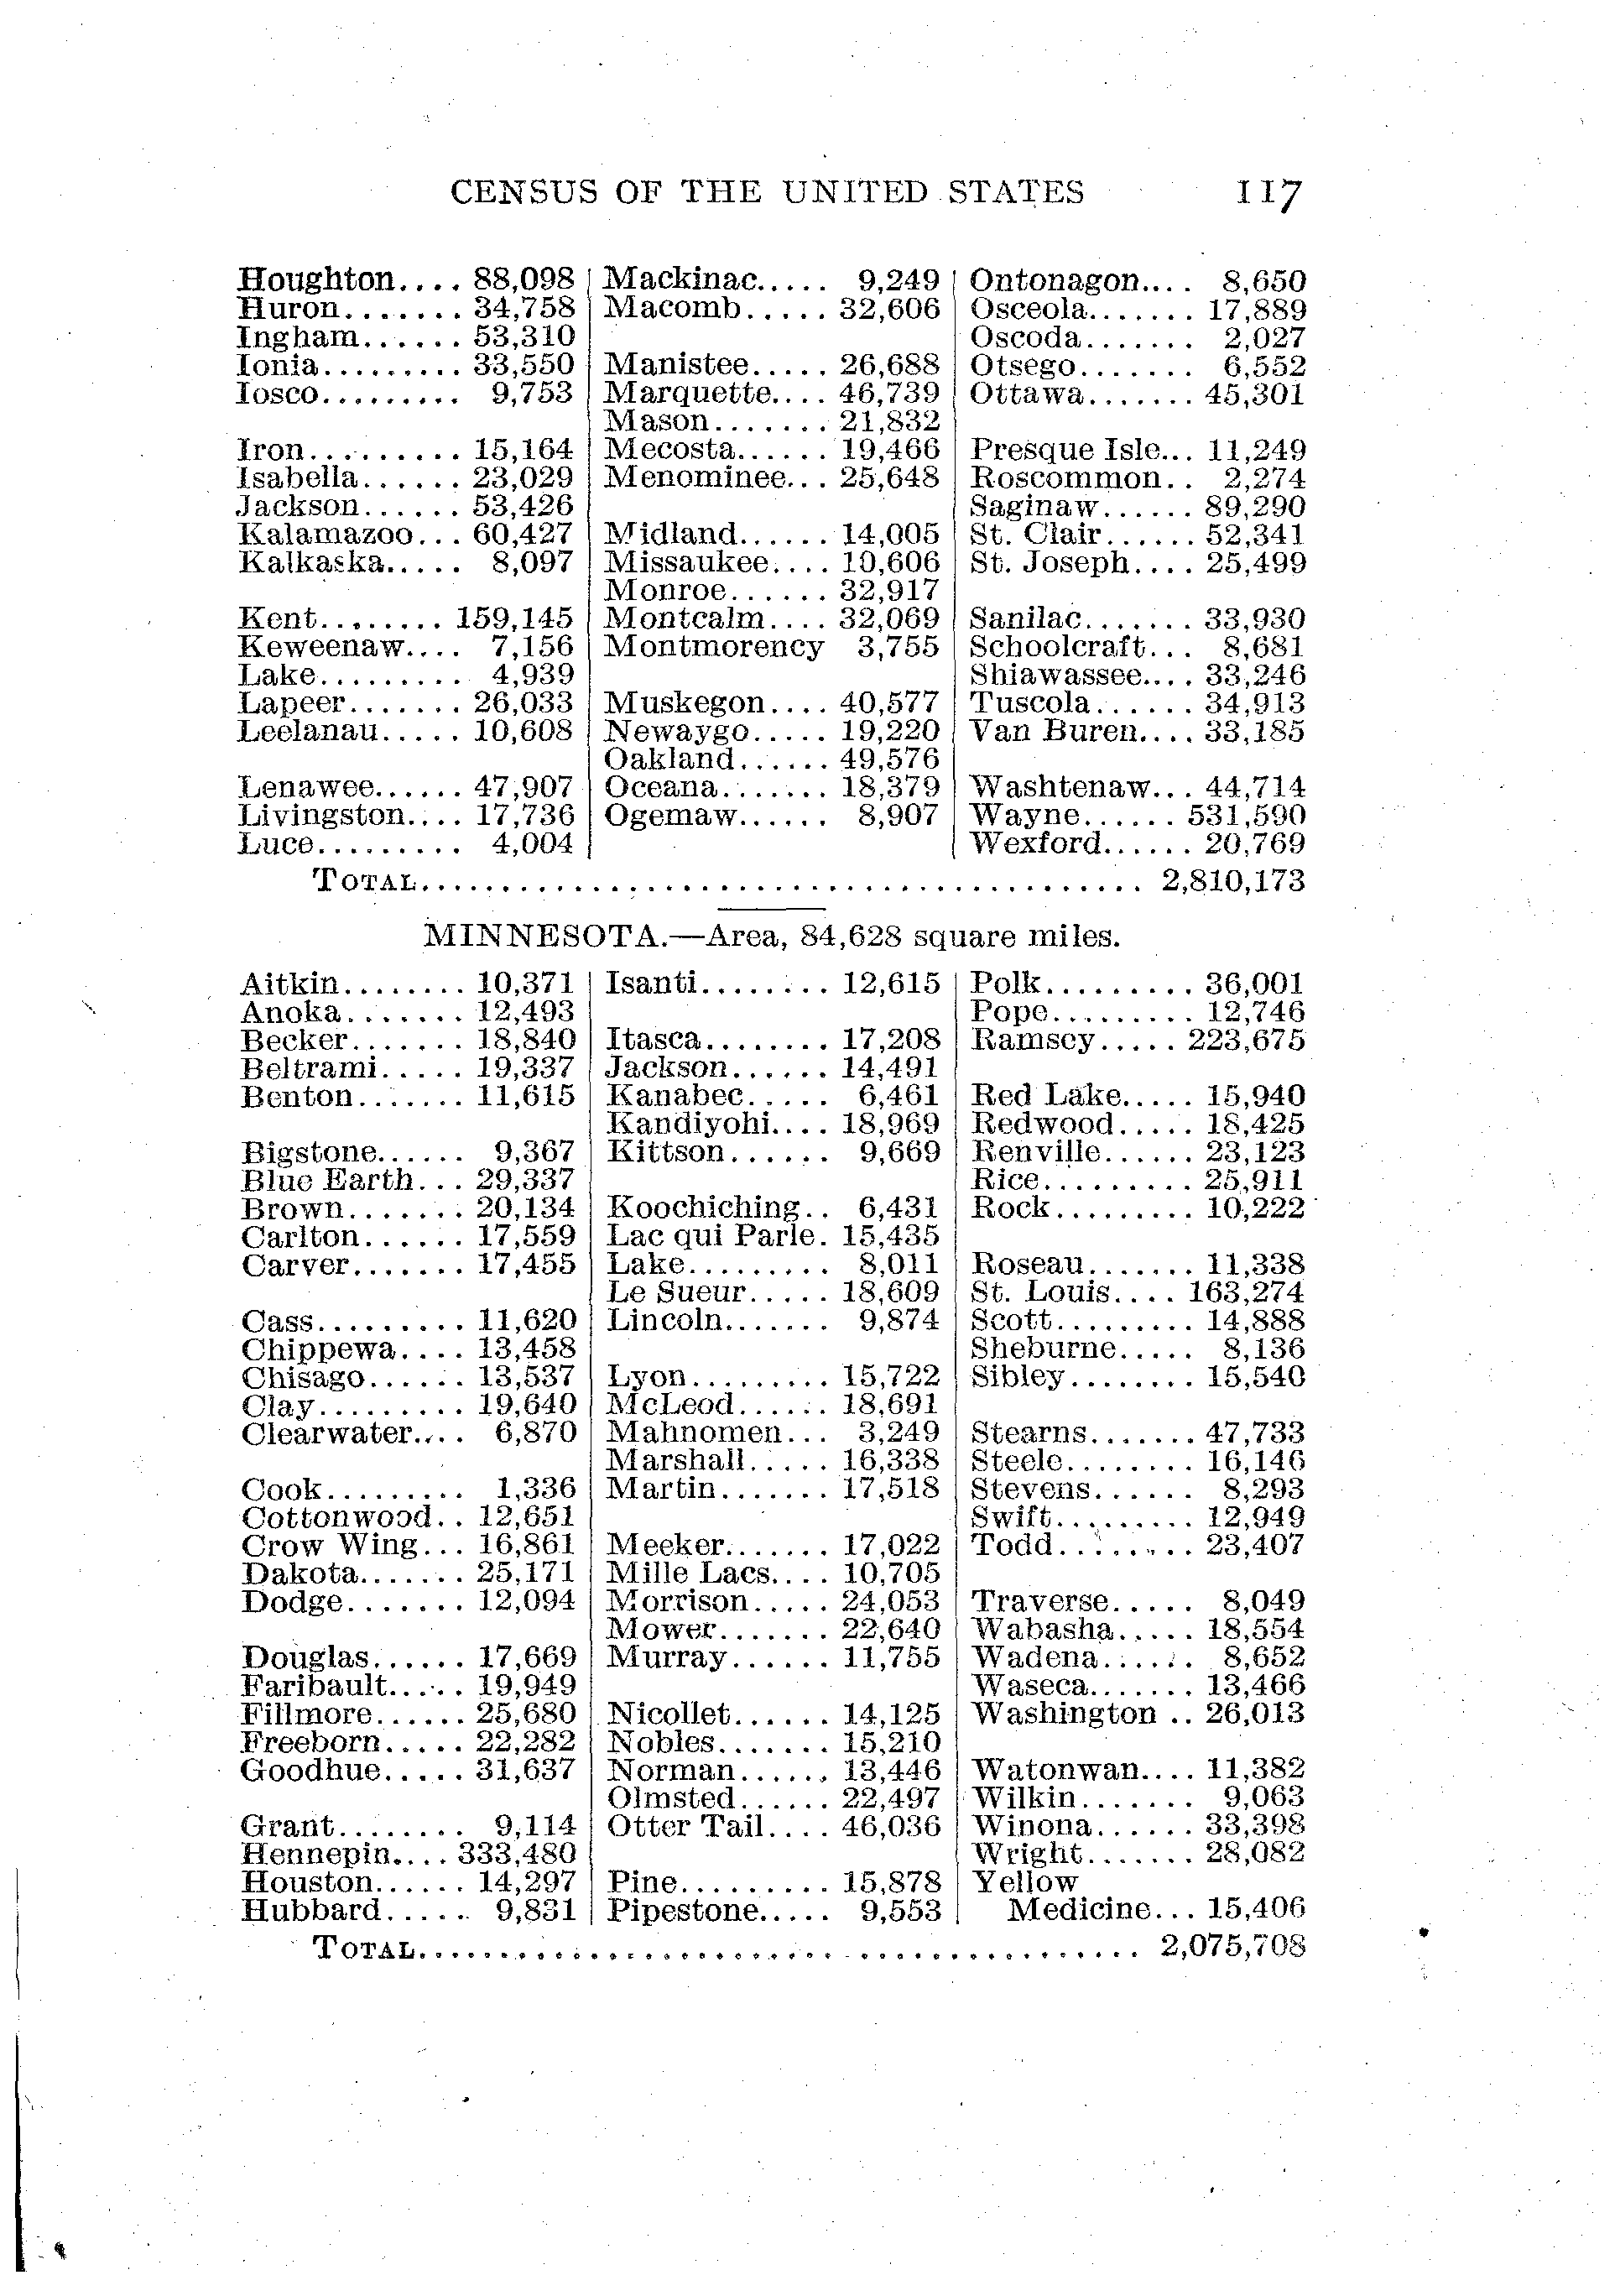 CENSUS OF THE UNITED STATES 117
Houghton.... 88,098
Huron....... 34,758
Ingham...... 53,310
Ionia......... 33,550
Iosco......... 9,753
Iron.......... 15,164
Isabella...... 23,029
Jackson...... 53,426
Kalamazoo... 60,427
Kalkaska..... 8,097
Kent........ 159,145
Keweenaw.... 7,156
Lake......... 4,939
Lapeer....... 26,033
Leelanau..... 10,608
Lenawee...... 47,907
Livingston.... 17,736
Luce......... 4,004
Mackinac..... 9,249
Macomb..... 32,606
Manistee..... 26,688
Marquette.... 46,739
Mason....... 21,832
Mecosta...... 19,466
Menominee... 25,648
Midland...... 14,005
Missaukee.... 10,606
Monroe...... 32,917
Montcalm.... 32,069
Montmorency 3,755
Muskegon.... 40,577
Newaygo..... 19,220
Oakland...... 49,576
Oceana....... 18,379
Ogemaw...... 8,907
Ontonagon.... 8,650
Osceola....... 17,889
Oscoda....... 2,027
Otsego....... 6,552
Ottawa....... 45,301
Presque Isle... 11,249
Roscommon.. 2,274
Saginaw...... 89,290
St. Clair...... 52,341
St. Joseph.... 25,499
Sanilac....... 33,930
Schoolcraft... 8,681
Shiawassee.... 33,246
Tuscola...... 34,913
Van Buren.... 33,185
Washtenaw... 44,714
Wayne...... 531,590
Wexford...... 20,769
TOTAL........................................ 2,810,173
MINNESOTA.—Area, 84,628 square miles.
Aitkin........ 10,371
Anoka....... 12,493
Becker....... 18,840
Beltrami..... 19,337
Benton....... 11,615
Bigstone...... 9,367
Blue Earth... 29,337
Brown....... 20,134
Carlton...... 17,559
Carver....... 17,455
Cass.......... 11,620
Chippewa.... 13,458
Chisago...... 13,537
Clay......... 19,640
Clearwater.... 6,870
Cook......... 1,336
Cottonwood.. 12,651
Crow Wing... 16,861
Dakota....... 25,171
Dodge....... 12,094
Douglas...... 17,669
Faribault...... 19,949
Fillmore...... 25,680
Freeborn..... 22,282
Goodhue..... 31,637
Grant........ 9,114
Hennepin.... 333,480
Houston...... 14,297
Hubbard..... 9,831
Isanti........ 12,615
Itasca........ 17,208
Jackson...... 14,491
Kanabec..... 6,461
Kandiyohi.... 18,969
Kittson...... 9,669
Koochiching.. 6,431
Lac qui Parle. 15,435
Lake......... 8,011
Le Sueur..... 18,609
Lincoln....... 9,874
Lyon......... 15,722
McLeod...... 18,691
Mahnomen... 3,249
Marshall..... 16,338
Martin....... 17,518
Meeker....... 17,022
Mille Lacs.... 10,705
Morrison..... 24,053
Mower....... 22,640
Murray...... 11,755
Nicollet...... 14,125
Nobles....... 15,210
Norman...... 13,446
Olmsted...... 22,497
Otter Tail.... 46,036
Pine......... 15,878
Pipestone..... 9,553
Polk......... 36,001
Pope......... 12,746
Ramsey..... 223,675
Red Lake..... 15,940
Redwood..... 18,425
Renville...... 23,123
Rice......... 25,911
Rock......... 10,222
Roseau....... 11,338
St. Louis.... 163,274
Scott......... 14,888
Sherburne..... 8,136
Sibley........ 15,540
Stearns....... 47,733
Steele........ 16,146
Stevens...... 8,293
Swift......... 12,949
Todd......... 23,407
Traverse..... 8,049
Wabasha..... 18,554
Wadena...... 8,652
Waseca....... 13,466
Washington .. 26,013
Watonwan.... 11,382
Wilkin....... 9,063
Winona...... 33,398
Wright....... 28,082
Yellow
Medicine... 15,406
TOTAL........................................ 2,075,708